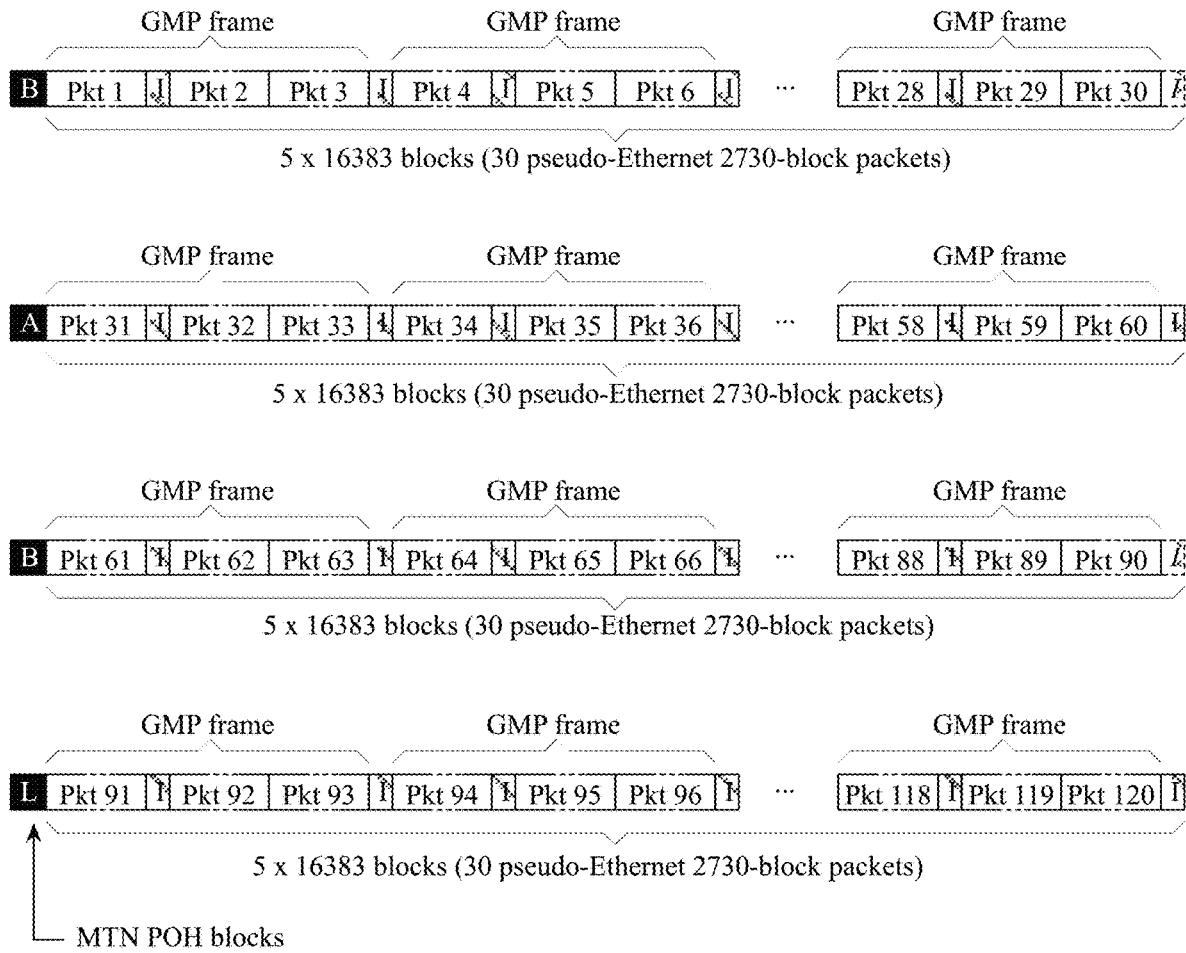 GMP frame GMP frame GMP frame
B Pkt 1 I Pkt 2 Pkt 3 I Pkt 4 I Pkt 5 Pkt 6 I ... Pkt 28 I Pkt 29 Pkt 30 I
5 x 16383 blocks (30 pseudo-Ethernet 2730-block packets)
GMP frame GMP frame GMP frame
A Pkt 31 I Pkt 32 Pkt 33 I Pkt 34 I Pkt 35 Pkt 36 I ... Pkt 58 I Pkt 59 Pkt 60 I
5 x 16383 blocks (30 pseudo-Ethernet 2730-block packets)
GMP frame GMP frame GMP frame
B Pkt 61 I Pkt 62 Pkt 63 I Pkt 64 I Pkt 65 Pkt 66 I ... Pkt 88 I Pkt 89 Pkt 90 I
5 x 16383 blocks (30 pseudo-Ethernet 2730-block packets)
GMP frame GMP frame GMP frame
L Pkt 91 I Pkt 92 Pkt 93 I Pkt 94 I Pkt 95 Pkt 96 I ... Pkt 118 I Pkt 119 Pkt 120 I
5 x 16383 blocks (30 pseudo-Ethernet 2730-block packets)
MTN POH blocks